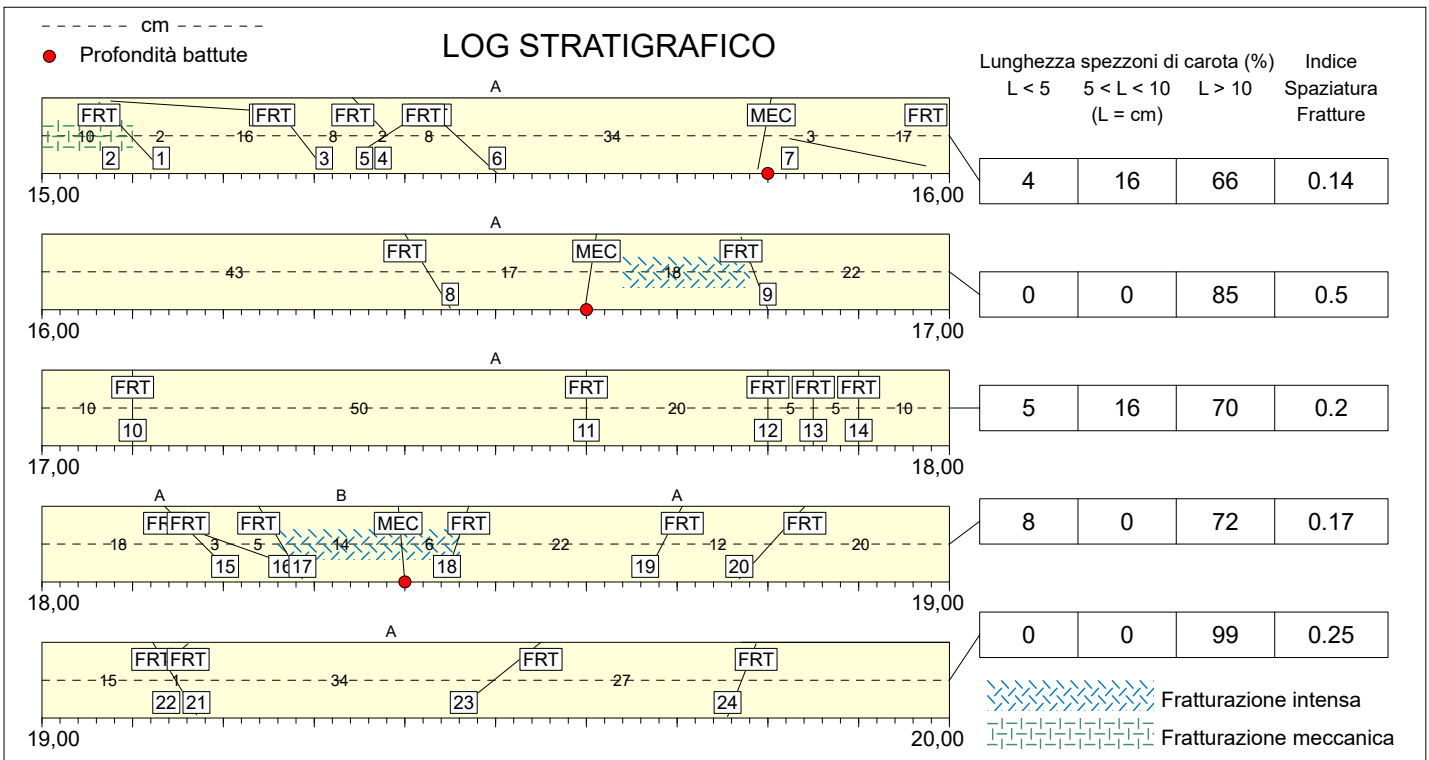 cm
Profondità battute
LOG STRATIGRAFICO
Lunghezza spezzoni di carota (%) Indice
L < 5 5 < L < 10 L > 10 Spaziatura
(L = cm) Fratture
A
FRT FRT FRT FRT MEC FRT
10 2 16 8 2 8 34 3 17
2 1 3 5 4 6 7
15,00 16,00
4 16 66 0.14
A
FRT MEC FRT
43 17 18 22
8 9
16,00 17,00
0 0 85 0.5
A
FRT FRT FRT FRT FRT
10 50 20 5 5 10
10 11 12 13 14
17,00 18,00
5 16 70 0.2
A B A
FRT FRT MEC FRT FRT FRT
18 3 5 14 6 22 12 20
15 16 17 18 19 20
18,00 19,00
8 0 72 0.17
A
FRT FRT FRT FRT
15 1 34 27
22 21 23 24
19,00 20,00
0 0 99 0.25
Fratturazione intensa
Fratturazione meccanica